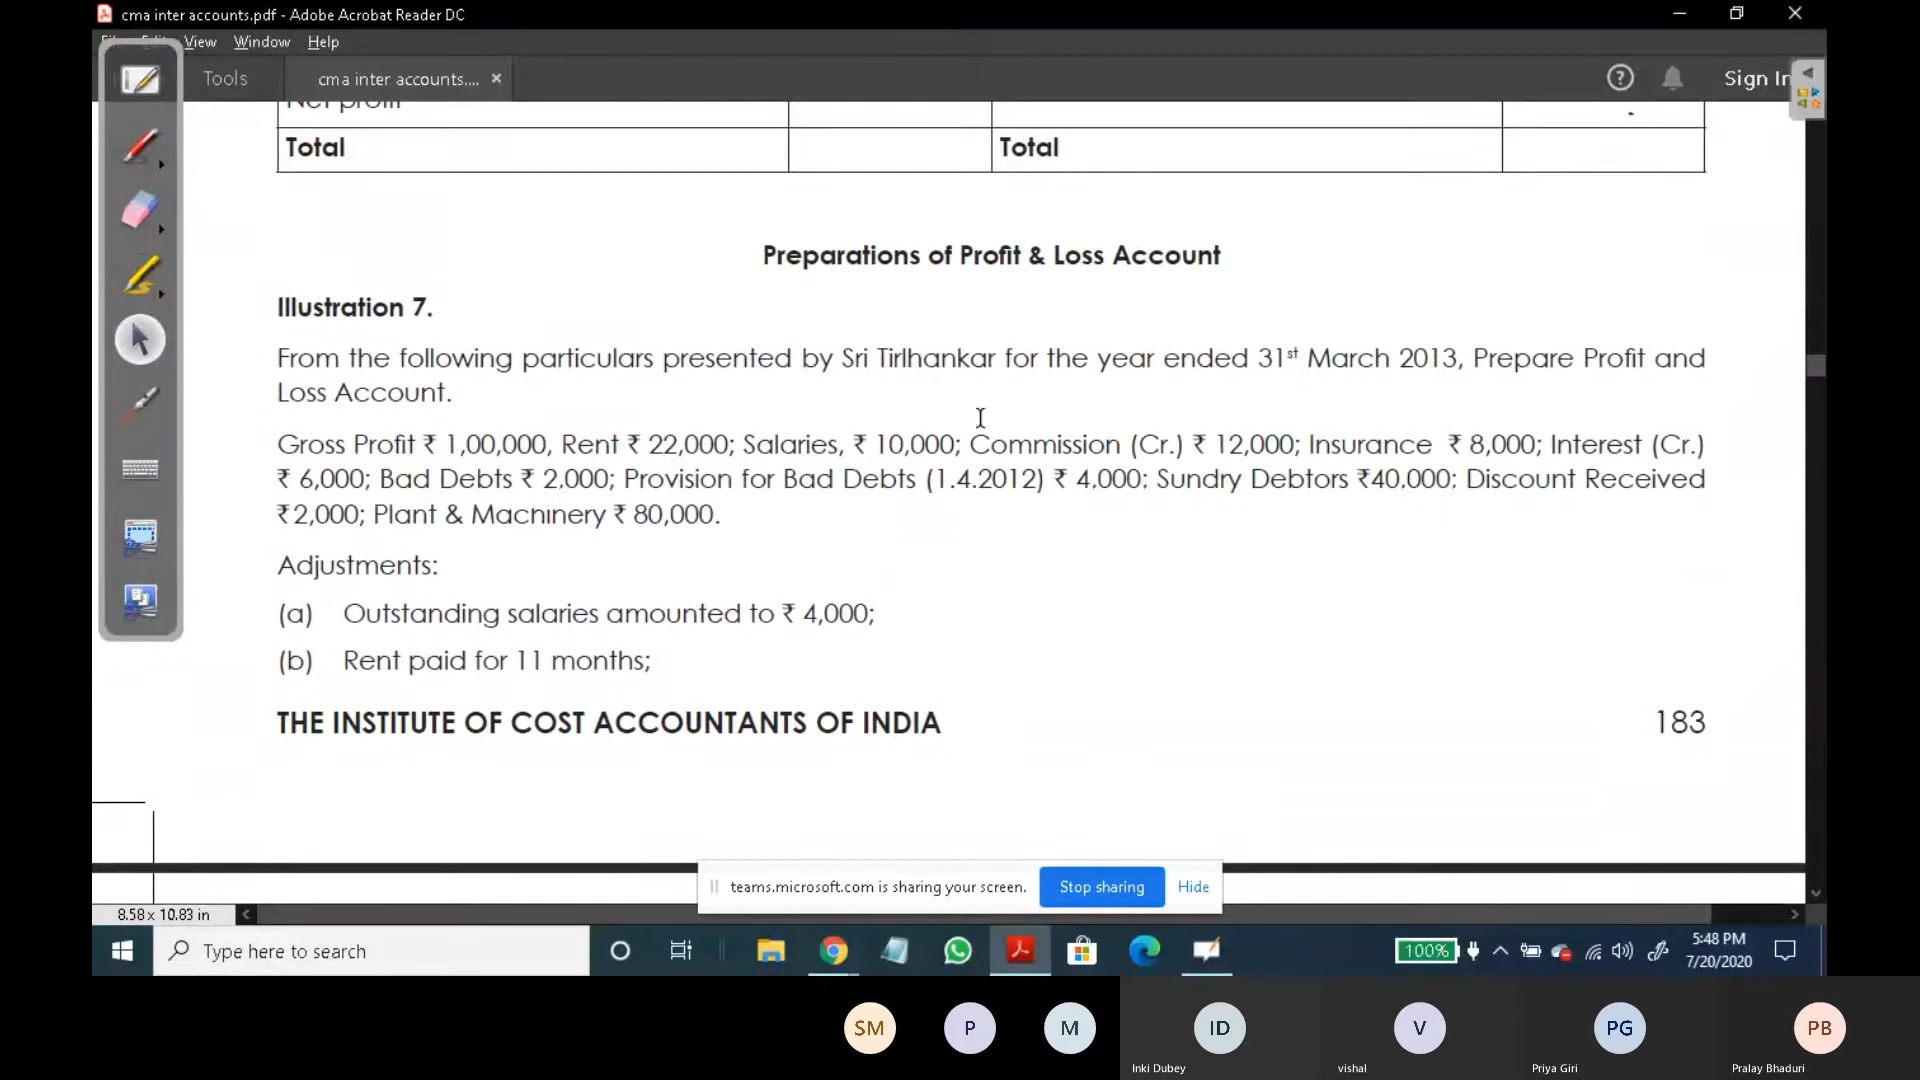 cma inter accounts.pdf - Adobe Acrobat Reader DC
View Window Help
Tools
cma inter accounts....
Sign In
Net profit
Total Total
Preparations of Profit & Loss Account
Illustration 7.
From the following particulars presented by Sri Tirlhankar for the year ended 31st March 2013, Prepare Profit and
Loss Account.
Gross Profit ₹ 1,00,000, Rent ₹ 22,000; Salaries, ₹ 10,000; Commission (Cr.) ₹ 12,000; Insurance ₹ 8,000; Interest (Cr.)
₹ 6,000; Bad Debts ₹ 2,000; Provision for Bad Debts (1.4.2012) ₹ 4,000; Sundry Debtors ₹40,000; Discount Received
₹2,000; Plant & Machinery ₹ 80,000.
Adjustments:
(a) Outstanding salaries amounted to ₹ 4,000;
(b) Rent paid for 11 months;
THE INSTITUTE OF COST ACCOUNTANTS OF INDIA 183
teams.microsoft.com is sharing your screen. Stop sharing Hide
8.58 x 10.83 in
Type here to search
100%
5:48 PM
7/20/2020
SM P M ID V PG PB
Inki Dubey vishal Priya Giri Pralay Bhaduri